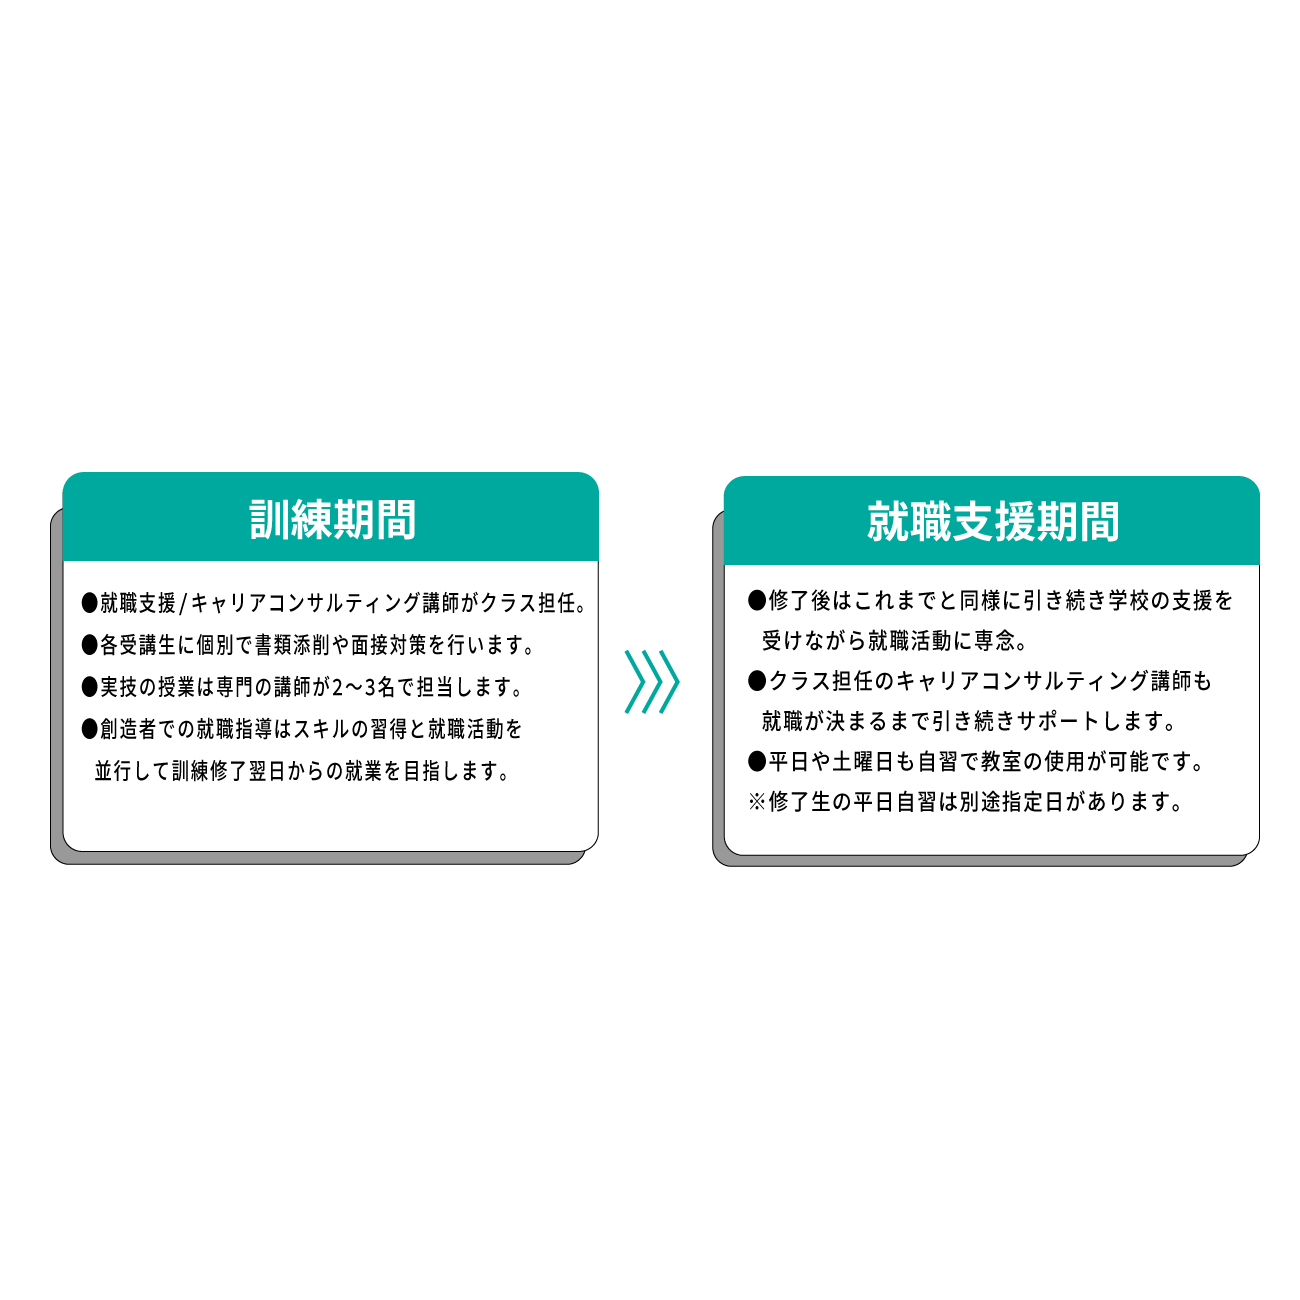 訓練期間
●就職支援/キャリアコンサルティング講師がクラス担任。
●各受講生に個別で書類添削や面接対策を行います。
●実技の授業は専門の講師が2〜3名で担当します。
●創造者での就職指導はスキルの習得と就職活動を
並行して訓練修了翌日からの就業を目指します。
就職支援期間
●修了後はこれまでと同様に引き続き学校の支援を
受けながら就職活動に専念。
●クラス担任のキャリアコンサルティング講師も
就職が決まるまで引き続きサポートします。
●平日や土曜日も自習で教室の使用が可能です。
※修了生の平日自習は別途指定日があります。